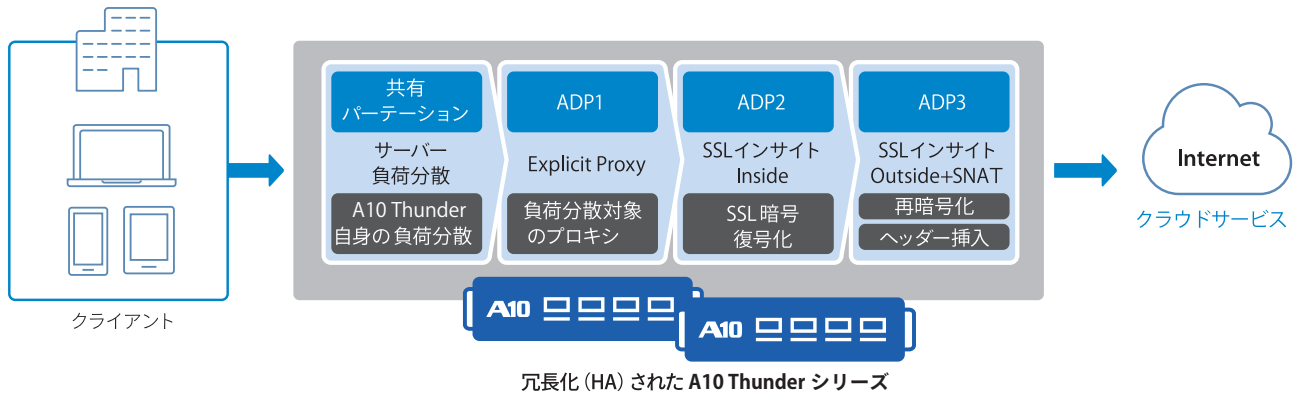 クライアント
共有
パーテーション
サーバー
負荷分散
A10 Thunder
自身の負荷分散
ADP1
Explicit Proxy
負荷分散対象
のプロキシ
ADP2
SSLインサイト
Inside
SSL暗号
復号化
ADP3
SSLインサイト
Outside+SNAT
再暗号化
ヘッダー挿入
A10
A10
冗長化（HA）された A10 Thunder シリーズ
Internet
クラウドサービス